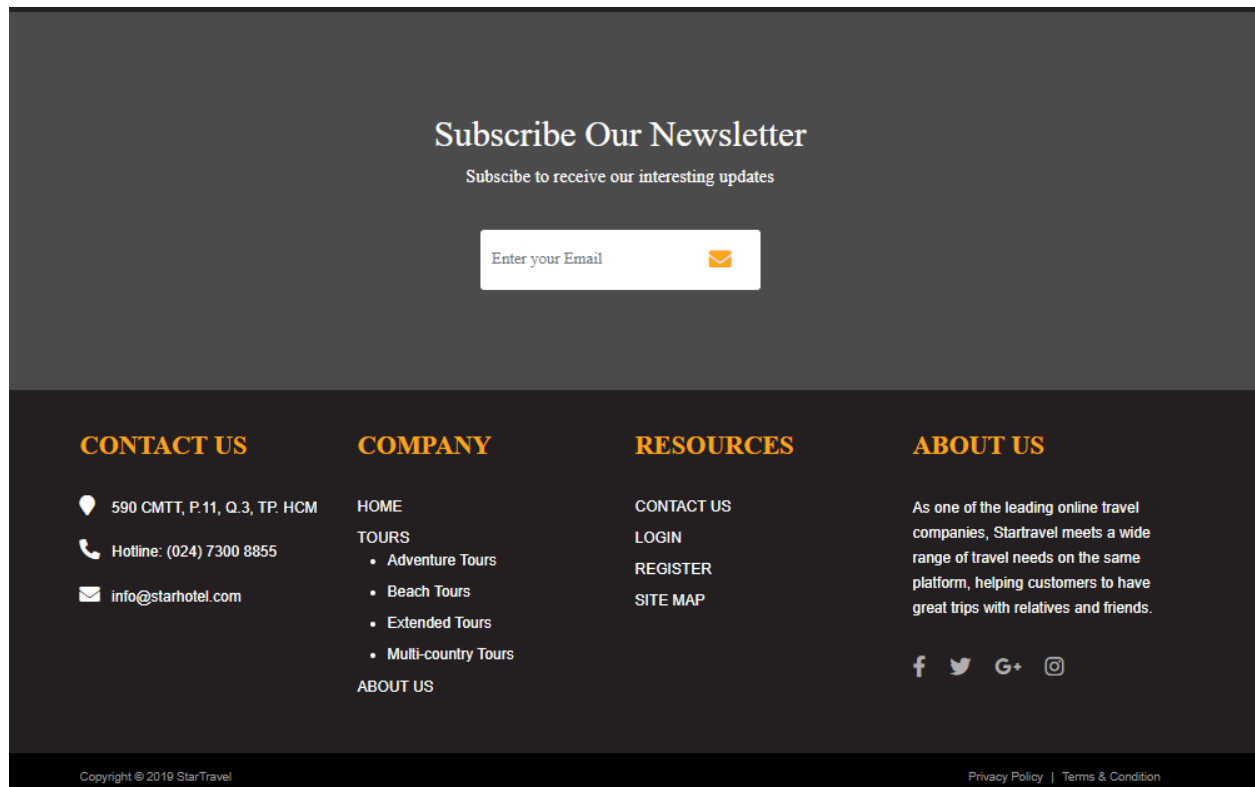 Subscribe Our Newsletter
Subscibe to receive our interesting updates
Enter your Email
CONTACT US
590 CMTT, P.11, Q.3, TP. HCM
Hotline: (024) 7300 8855
info@starhotel.com
COMPANY
HOME
TOURS
• Adventure Tours
• Beach Tours
• Extended Tours
• Multi-country Tours
ABOUT US
RESOURCES
CONTACT US
LOGIN
REGISTER
SITE MAP
ABOUT US
As one of the leading online travel
companies, Startravel meets a wide
range of travel needs on the same
platform, helping customers to have
great trips with relatives and friends.
G+
Copyright © 2019 StarTravel
Privacy Policy | Terms & Condition